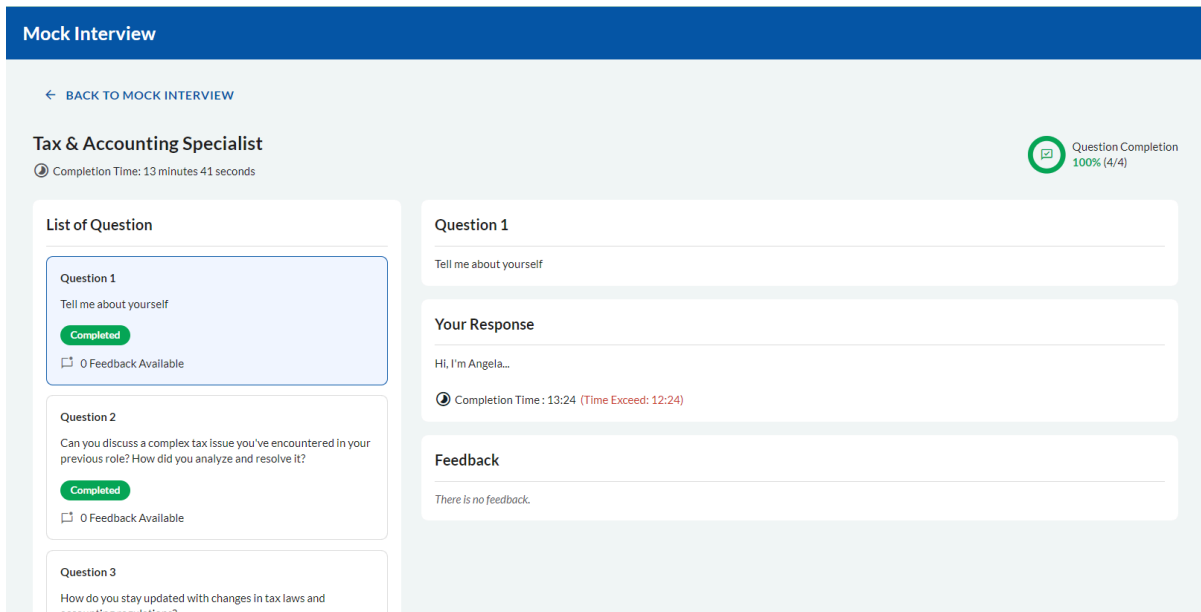 Mock Interview
← BACK TO MOCK INTERVIEW
Tax & Accounting Specialist
Completion Time: 13 minutes 41 seconds
Question Completion
100% (4/4)
List of Question
Question 1
Tell me about yourself
Completed
0 Feedback Available
Question 2
Can you discuss a complex tax issue you've encountered in your
previous role? How did you analyze and resolve it?
Completed
0 Feedback Available
Question 3
How do you stay updated with changes in tax laws and
Question 1
Tell me about yourself
Your Response
Hi, I'm Angela...
Completion Time : 13:24 (Time Exceed: 12:24)
Feedback
There is no feedback.